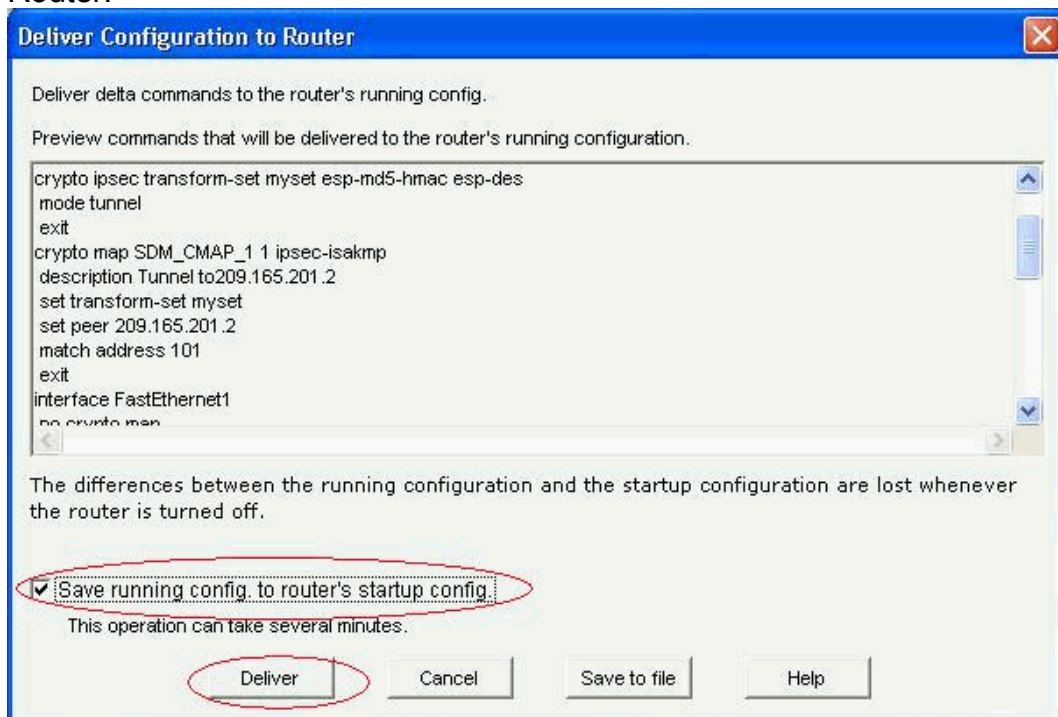 Router.
Deliver Configuration to Router
Deliver delta commands to the router's running config.
Preview commands that will be delivered to the router's running configuration.
crypto ipsec transform-set myset esp-md5-hmac esp-des
mode tunnel
exit
crypto map SDM_CMAP_1 1 ipsec-isakmp
description Tunnel to209.165.201.2
set transform-set myset
set peer 209.165.201.2
match address 101
exit
interface FastEthernet1
no crypto map
The differences between the running configuration and the startup configuration are lost whenever
the router is turned off.
Save running config. to router's startup config.
This operation can take several minutes.
Deliver
Cancel
Save to file
Help